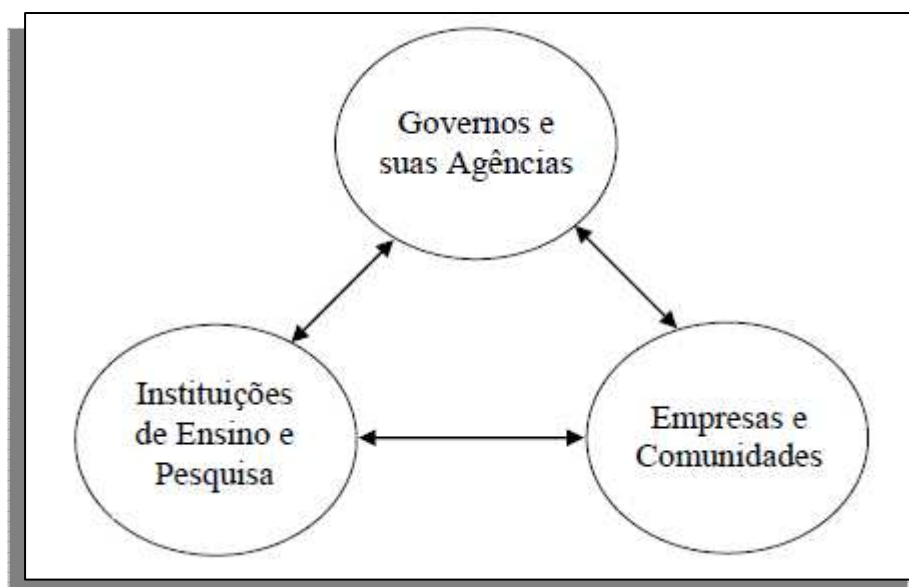 Governos e
suas Agências
Instituições
de Ensino e
Pesquisa
Empresas e
Comunidades